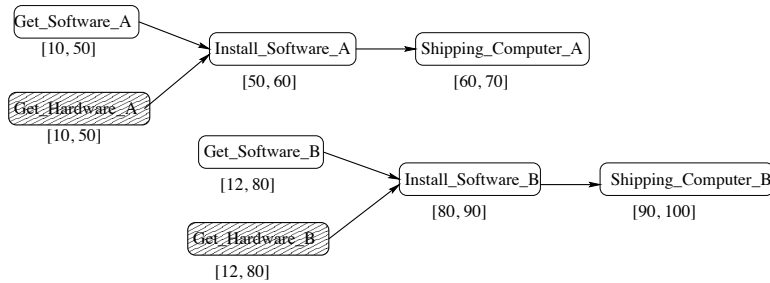 Get_Software_A
[10, 50]
Install_Software_A
[50, 60]
Shipping_Computer_A
[60, 70]
Get_Hardware_A
[10, 50]
Get_Software_B
[12, 80]
Install_Software_B
[80, 90]
Shipping_Computer_B
[90, 100]
Get_Hardware_B
[12, 80]